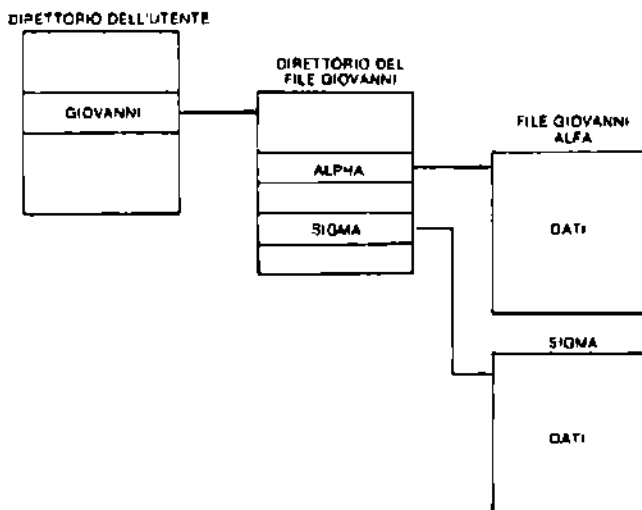 DIRETTORIO DELL'UTENTE
GIOVANNI
DIRETTORIO DEL
FILE GIOVANNI
ALPHA
SIGMA
FILE GIOVANNI
ALFA
DATI
SIGMA
DATI